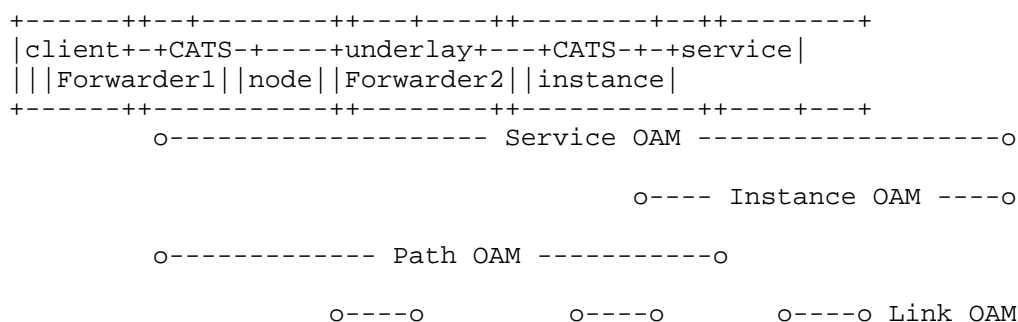 +------++--+--------++---+----++--------+--++--------+
|client+-+CATS-+----+underlay+---+CATS-+-+service|
|||Forwarder1||node||Forwarder2||instance|
+------++-----------++--------++-----------++----+---+
o------------------- Service OAM ------------------o
o---- Instance OAM ----o
o------------- Path OAM -----------o
o----o o----o o----o Link OAM